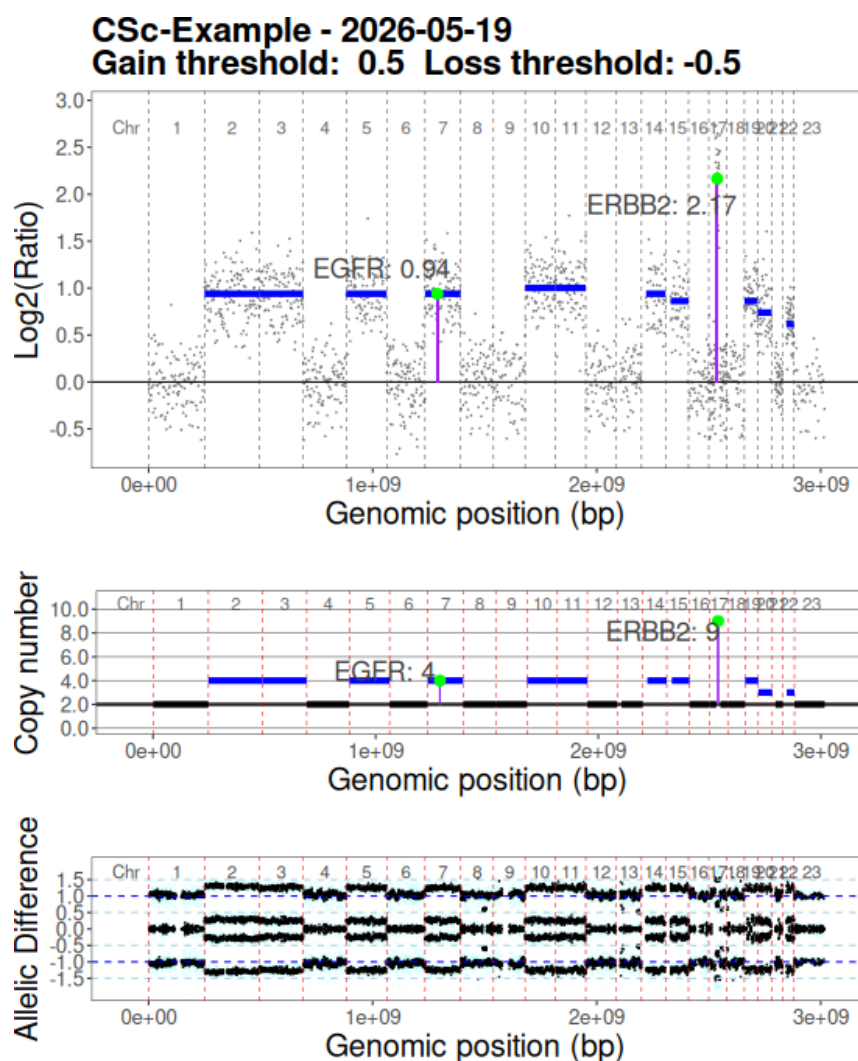 CSc-Example - 2026-05-19
Gain threshold:  0.5  Loss threshold: -0.5
Log2(Ratio)
3.0
2.5
2.0
1.5
1.0
0.5
0.0
-0.5
Chr 1 2 3 4 5 6 7 8 9 10 11 12 13 14 15 16 17 18 19 20 21 22 23
ERBB2: 2.17
EGFR: 0.94
0e+00 1e+09 2e+09 3e+09
Genomic position (bp)
Copy number
10.0
8.0
6.0
4.0
2.0
0.0
Chr 1 2 3 4 5 6 7 8 9 10 11 12 13 14 15 16 17 18 19 20 21 22 23
ERBB2: 9
EGFR: 4
0e+00 1e+09 2e+09 3e+09
Genomic position (bp)
Allelic Difference
1.5
1.0
0.5
0.0
-0.5
-1.0
-1.5
Chr 1 2 3 4 5 6 7 8 9 10 11 12 13 14 15 16 17 18 19 20 21 22 23
0e+00 1e+09 2e+09 3e+09
Genomic position (bp)